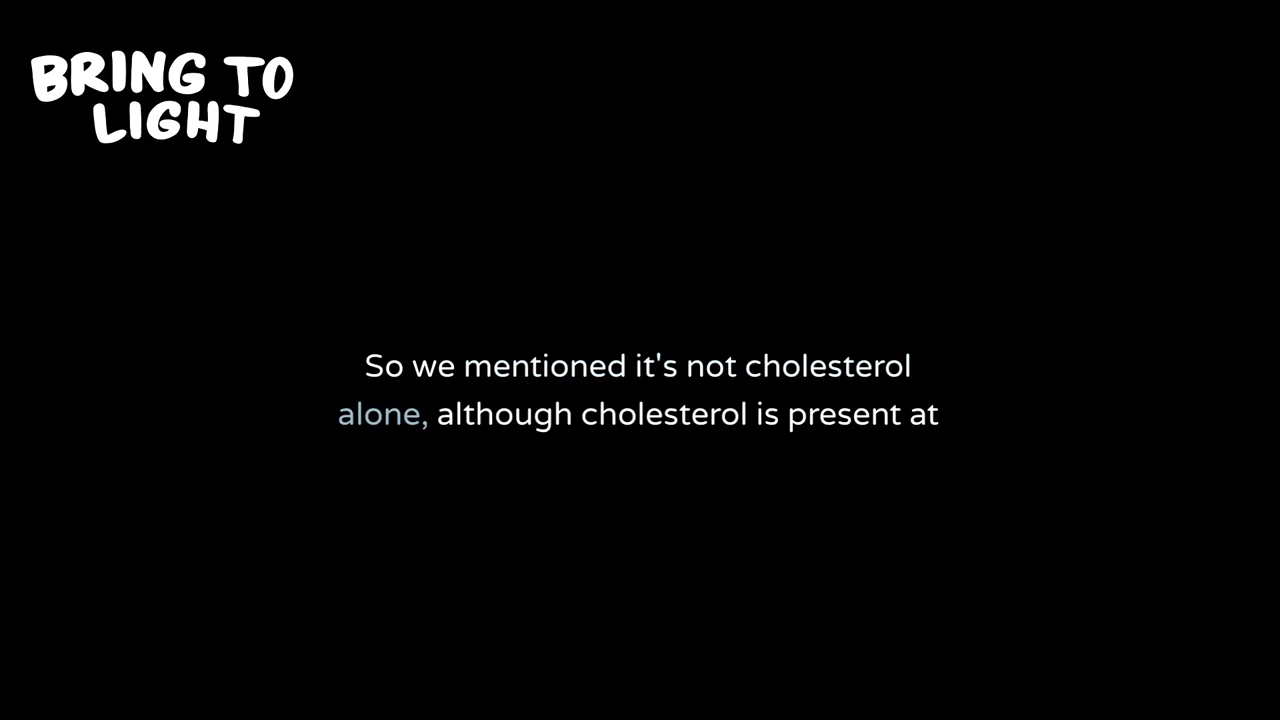 BRING TO
LIGHT
So we mentioned it's not cholesterol
alone, although cholesterol is present at